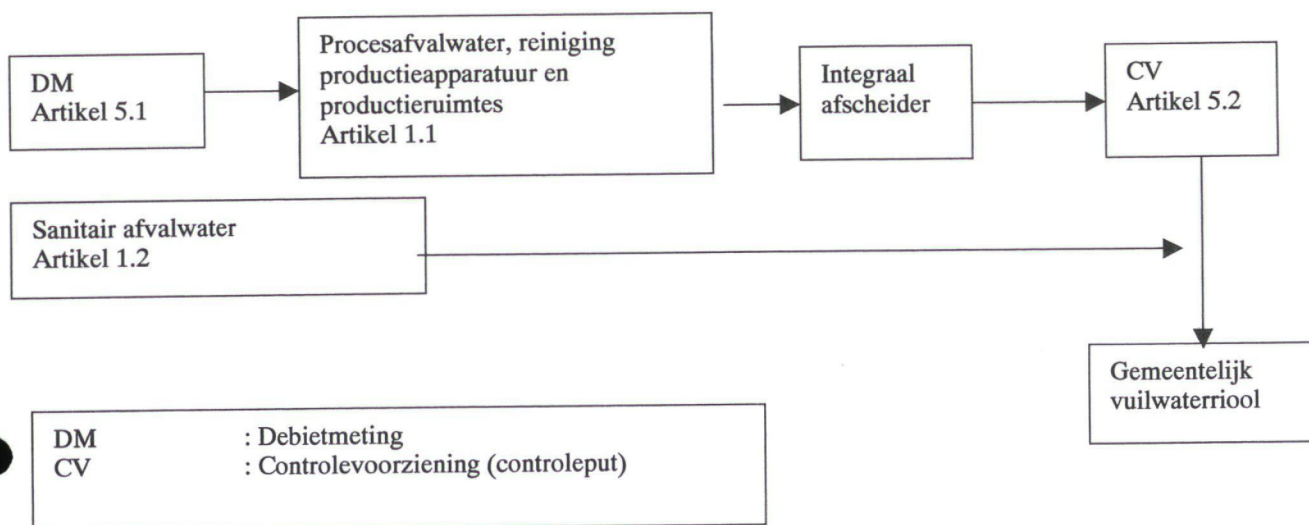 DM
Artikel 5.1
Procesafvalwater, reiniging
productieapparatuur en
productieruimtes
Artikel 1.1
Integraal
afscheider
CV
Artikel 5.2
Sanitair afvalwater
Artikel 1.2
Gemeentelijk
vuilwaterriool
DM : Debietmeting
CV : Controlevoorziening (controleput)